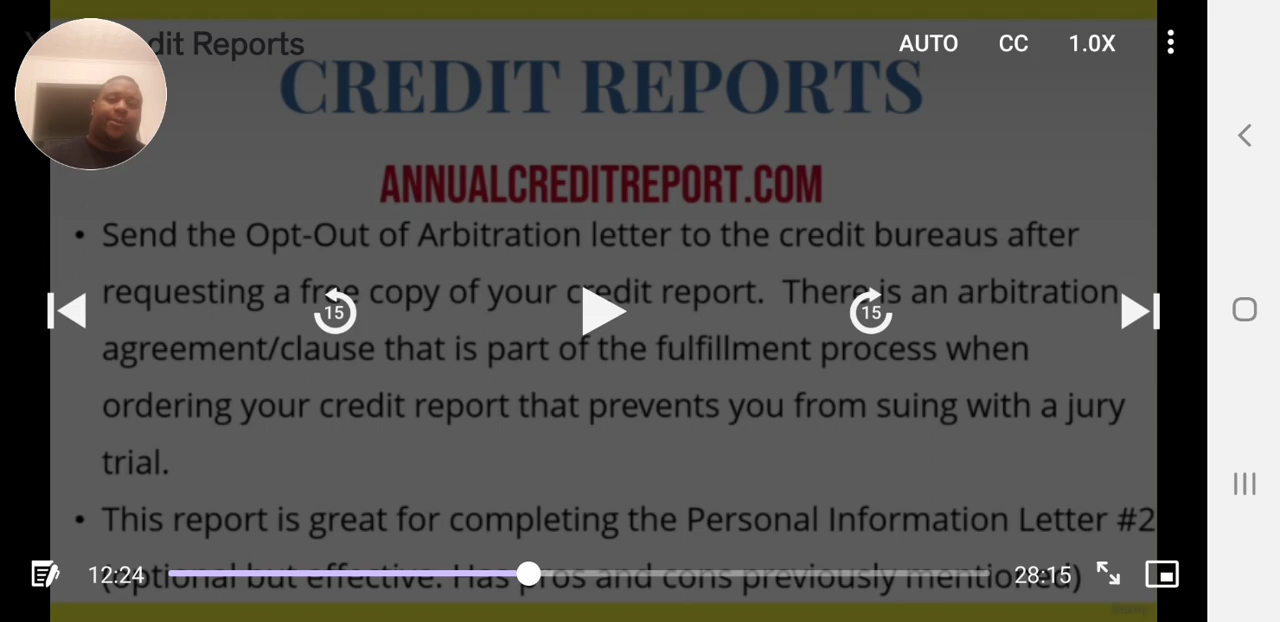 dit Reports
AUTO CC 1.0X
CREDIT REPORTS
ANNUALCREDITREPORT.COM
• Send the Opt-Out of Arbitration letter to the credit bureaus after
requesting a free copy of your credit report. There is an arbitration
15 15
agreement/clause that is part of the fulfillment process when
ordering your credit report that prevents you from suing with a jury
trial.
• This report is great for completing the Personal Information Letter #2
12:24 28:15
(optional but effective. Has pros and cons previously mentioned)